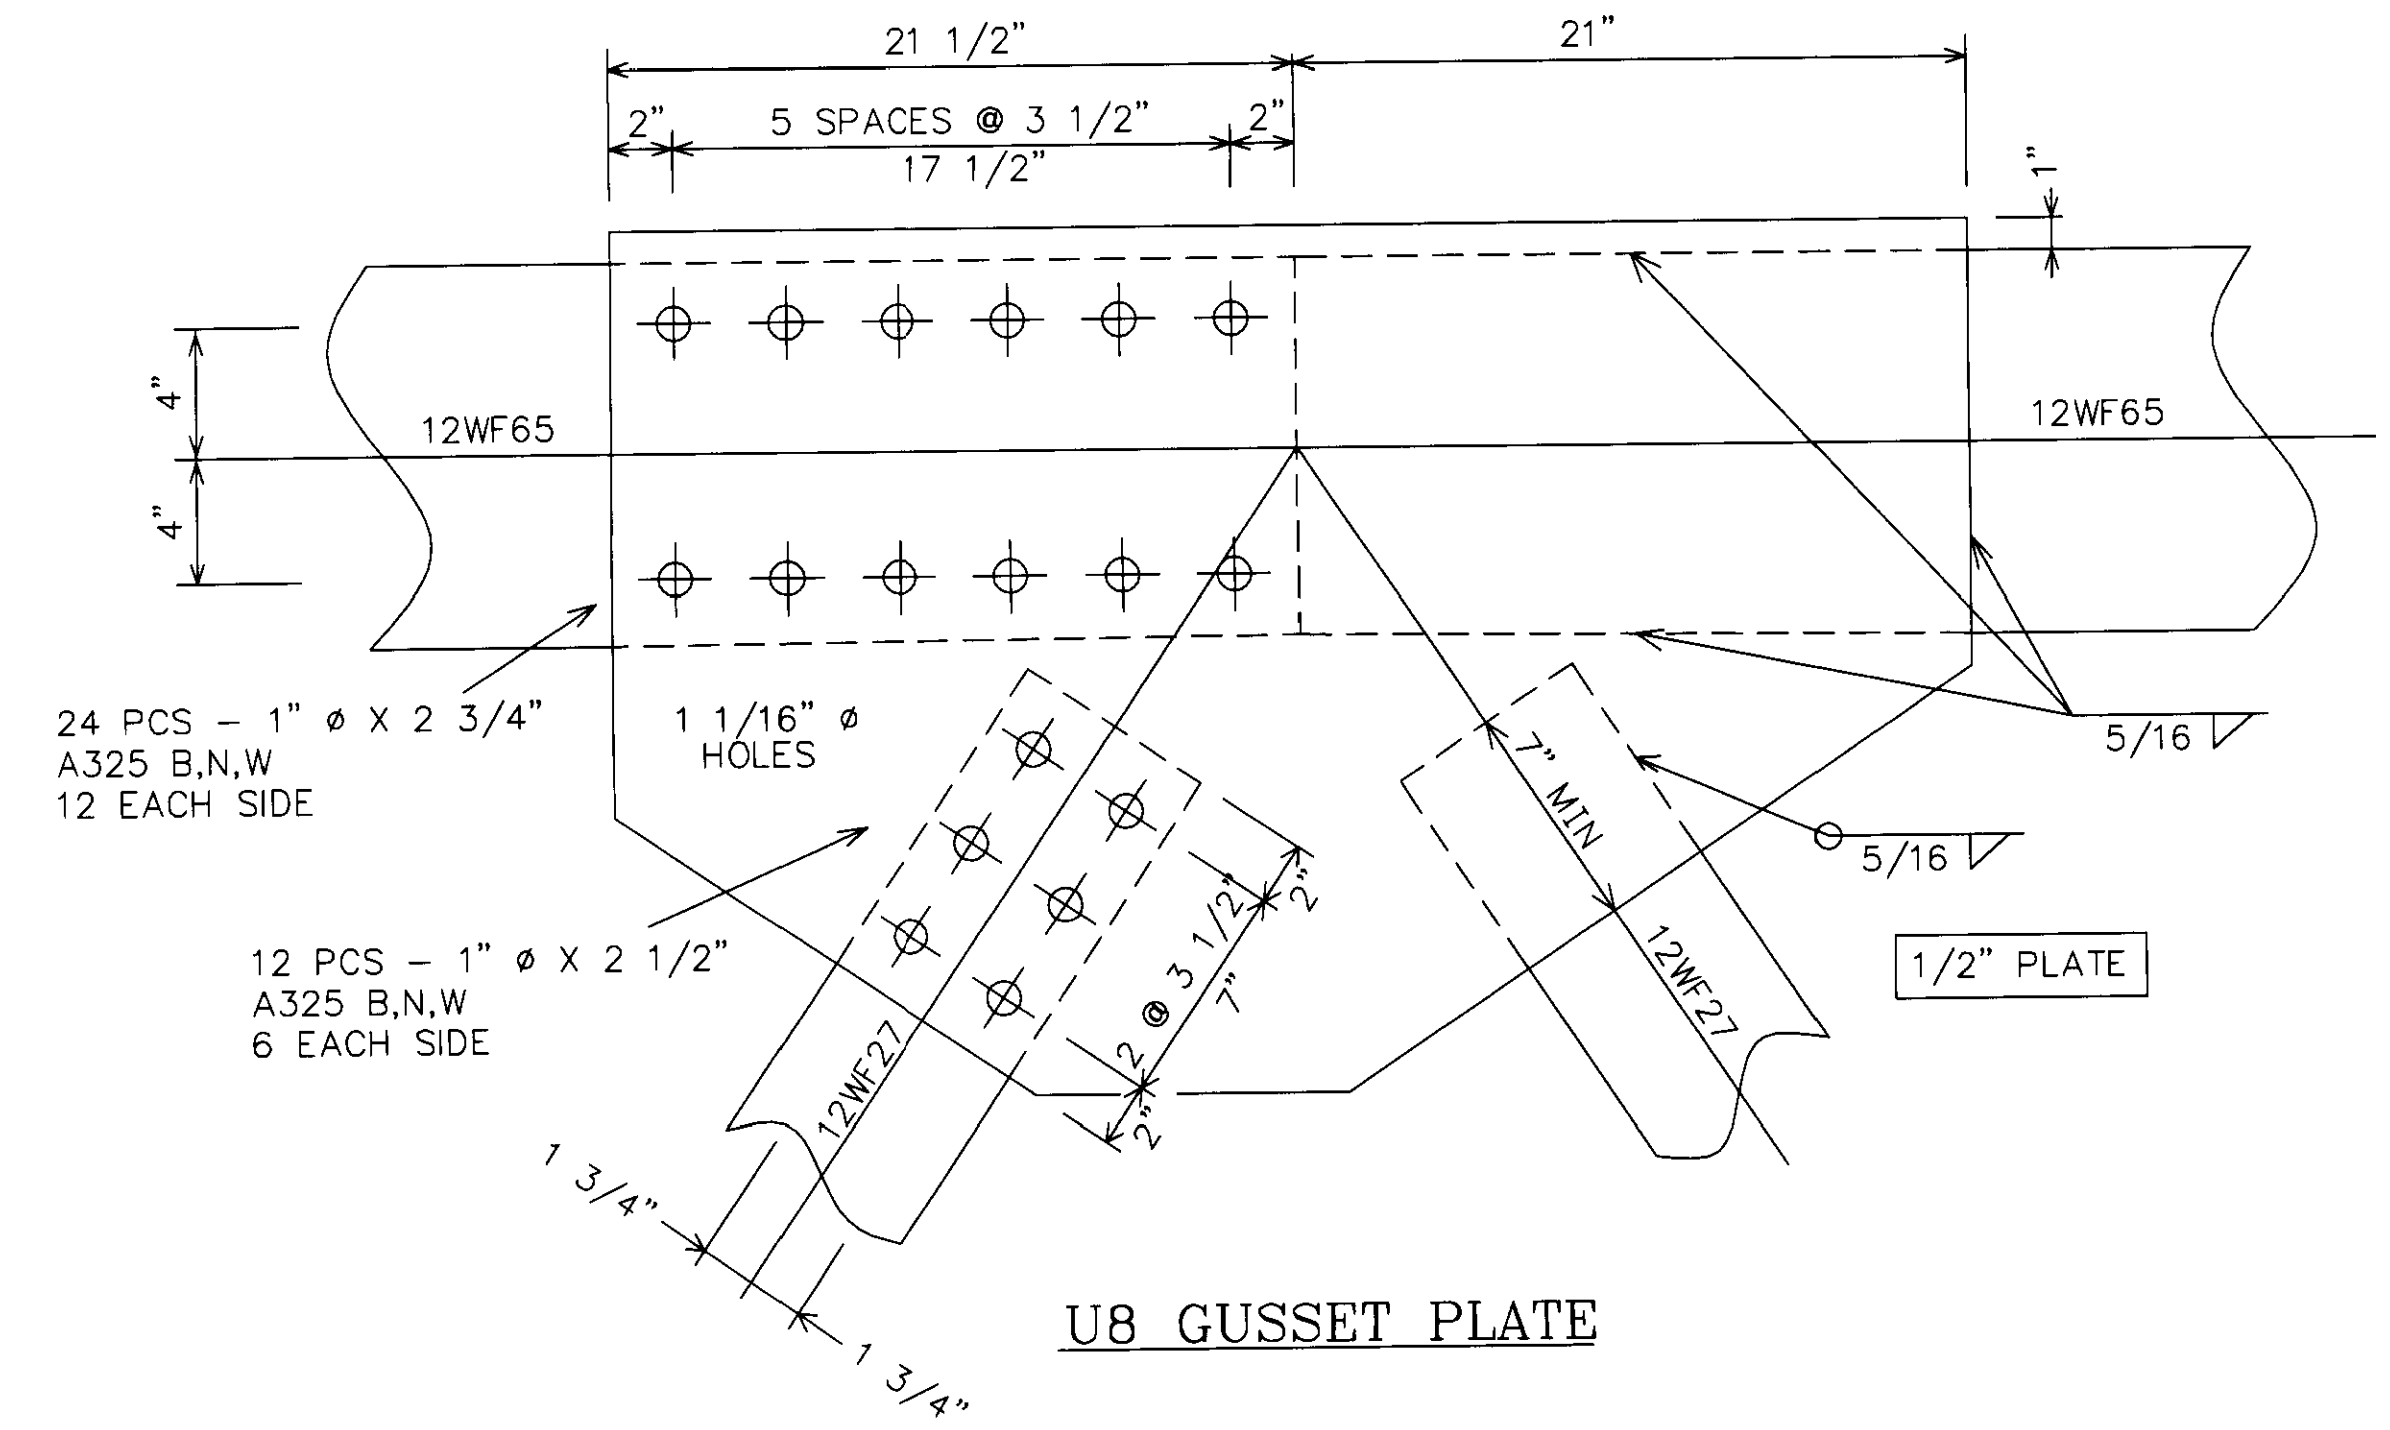 21 1/2"
21"
2"
5 SPACES @ 3 1/2"
2"
17 1/2"
1"
4"
12WF65
12WF65
4"
24 PCS – 1" ø X 2 3/4"
A325 B,N,W
12 EACH SIDE
1 1/16" ø
HOLES
7" MIN
5/16
5/16
2"
2 @ 3 1/2"
7"
12 PCS – 1" ø X 2 1/2"
A325 B,N,W
6 EACH SIDE
12WF27
12WF27
1/2" PLATE
2"
1 3/4"
1 3/4"
U8 GUSSET PLATE